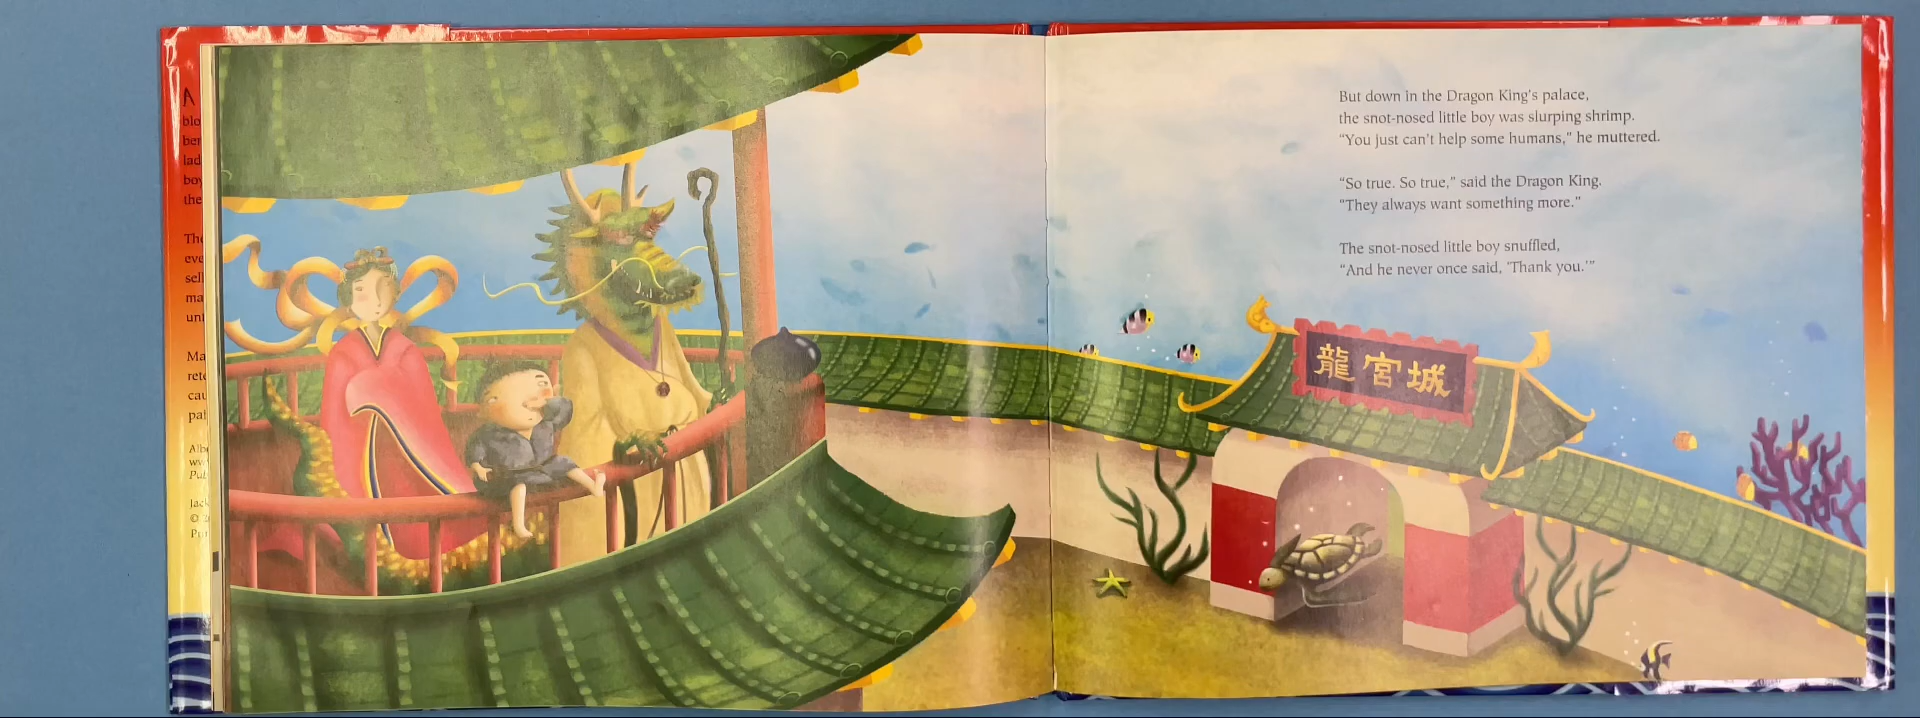 A
the
But down in the Dragon King's palace,
the snot-nosed little boy was slurping shrimp.
“You just can't help some humans,” he muttered.
“So true. So true,” said the Dragon King.
“They always want something more.”
The snot-nosed little boy snuffled,
“And he never once said, ‘Thank you.’”
龍宮城